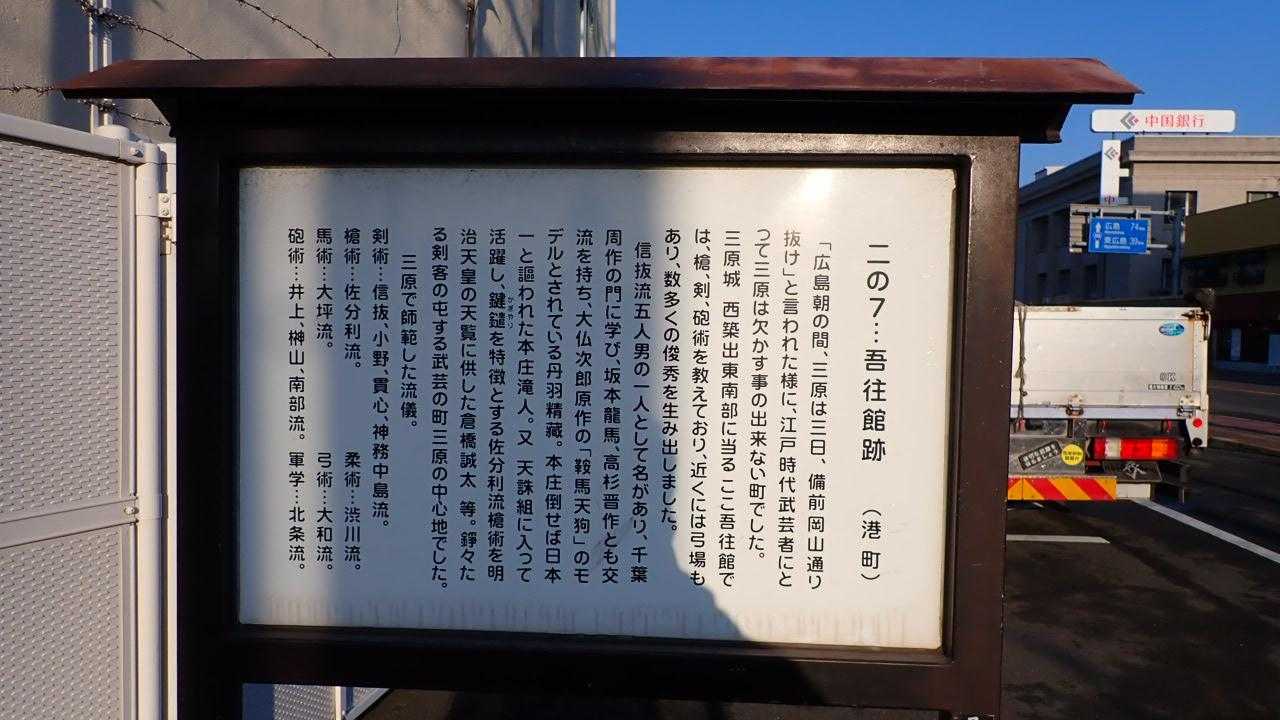 二の7…吾往館跡 （港町）
「広島朝の間、三原は三日、備前岡山通り
抜け」と言われた様に、江戸時代武芸者にと
つて三原は欠かす事の出来ない町でした。
三原城 西築出東南部に当る ここ吾往館で
は、槍、剣、砲術を教えており、近くには弓場も
あり、数多くの俊秀を生み出しました。
信抜流五人男の一人として名があり、千葉
周作の門に学び、坂本龍馬、高杉晋作とも交
流を持ち、大仏次郎原作の「鞍馬天狗」のモ
デルとされている丹羽精蔵。本庄倒せば日本
一と謳われた本庄滝人。又 天誅組に入って
活躍し、鍵鑓を特徴とする佐分利流槍術を明
かぎやり
治天皇の天覧に供した倉橋誠太 等。錚々た
る剣客の屯する武芸の町三原の中心地でした。
三原で師範した流儀。
剣術…信抜、小野、貫心、神務中島流。
槍術…佐分利流。 柔術…渋川流。
馬術…大坪流。 弓術…大和流。
砲術…井上、榊山、南部流。 軍学…北条流。
中国銀行
中
広島 74km
東広島 39km